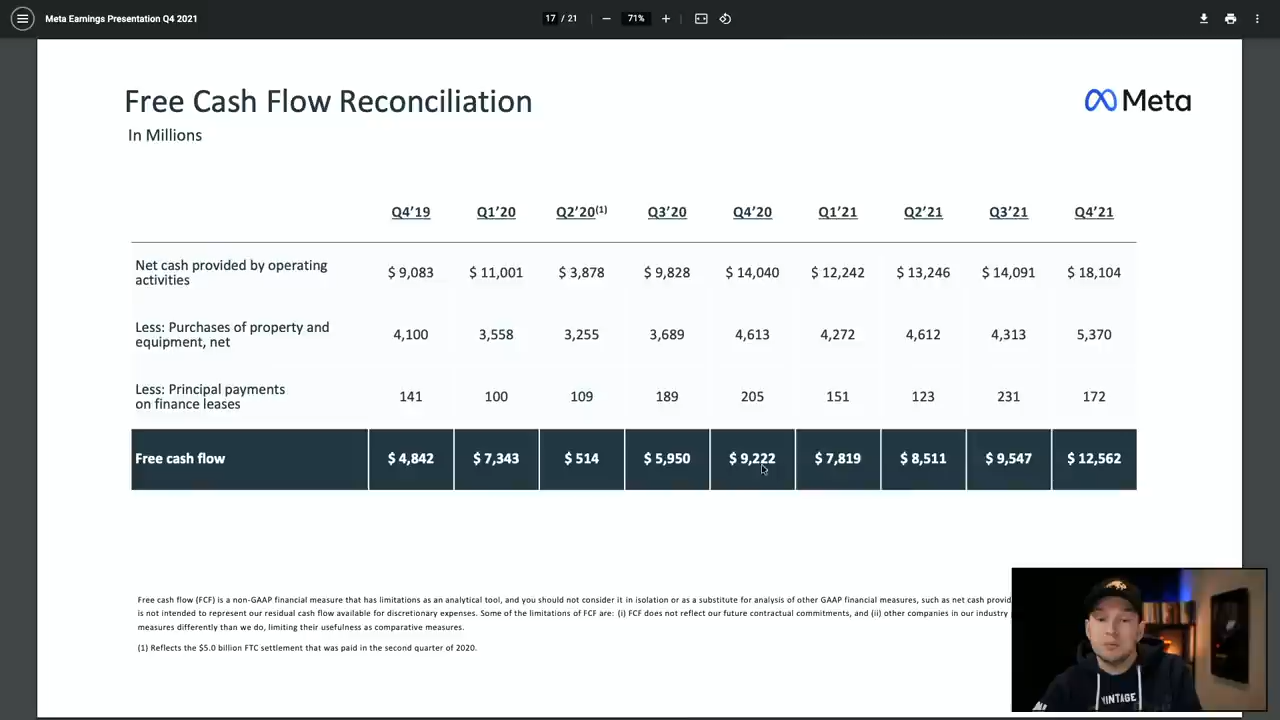 Meta Earnings Presentation Q4 2021
17 / 21
71%
Free Cash Flow Reconciliation
In Millions
Meta
Q4’19 Q1’20 Q2’20(1) Q3’20 Q4’20 Q1’21 Q2’21 Q3’21 Q4’21
Net cash provided by operating
activities
$ 9,083 $ 11,001 $ 3,878 $ 9,828 $ 14,040 $ 12,242 $ 13,246 $ 14,091 $ 18,104
Less: Purchases of property and
equipment, net
4,100 3,558 3,255 3,689 4,613 4,272 4,612 4,313 5,370
Less: Principal payments
on finance leases
141 100 109 189 205 151 123 231 172
Free cash flow $ 4,842 $ 7,343 $ 514 $ 5,950 $ 9,222 $ 7,819 $ 8,511 $ 9,547 $ 12,562
Free cash flow (FCF) is a non-GAAP financial measure that has limitations as an analytical tool, and you should not consider it in isolation or as a substitute for analysis of other GAAP financial measures, such as net cash provid
is not intended to represent our residual cash flow available for discretionary expenses. Some of the limitations of FCF are: (i) FCF does not reflect our future contractual commitments, and (ii) other companies in our industry
measures differently than we do, limiting their usefulness as comparative measures.
(1) Reflects the $5.0 billion FTC settlement that was paid in the second quarter of 2020.
VINTAGE